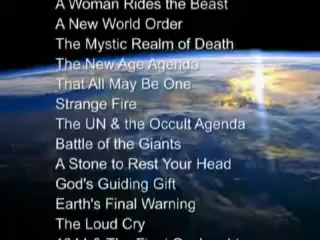 A Woman Rides the Beast
A New World Order
The Mystic Realm of Death
The New Age Agenda
That All May Be One
Strange Fire
The UN & the Occult Agenda
Battle of the Giants
A Stone to Rest Your Head
God's Guiding Gift
Earth's Final Warning
The Loud Cry